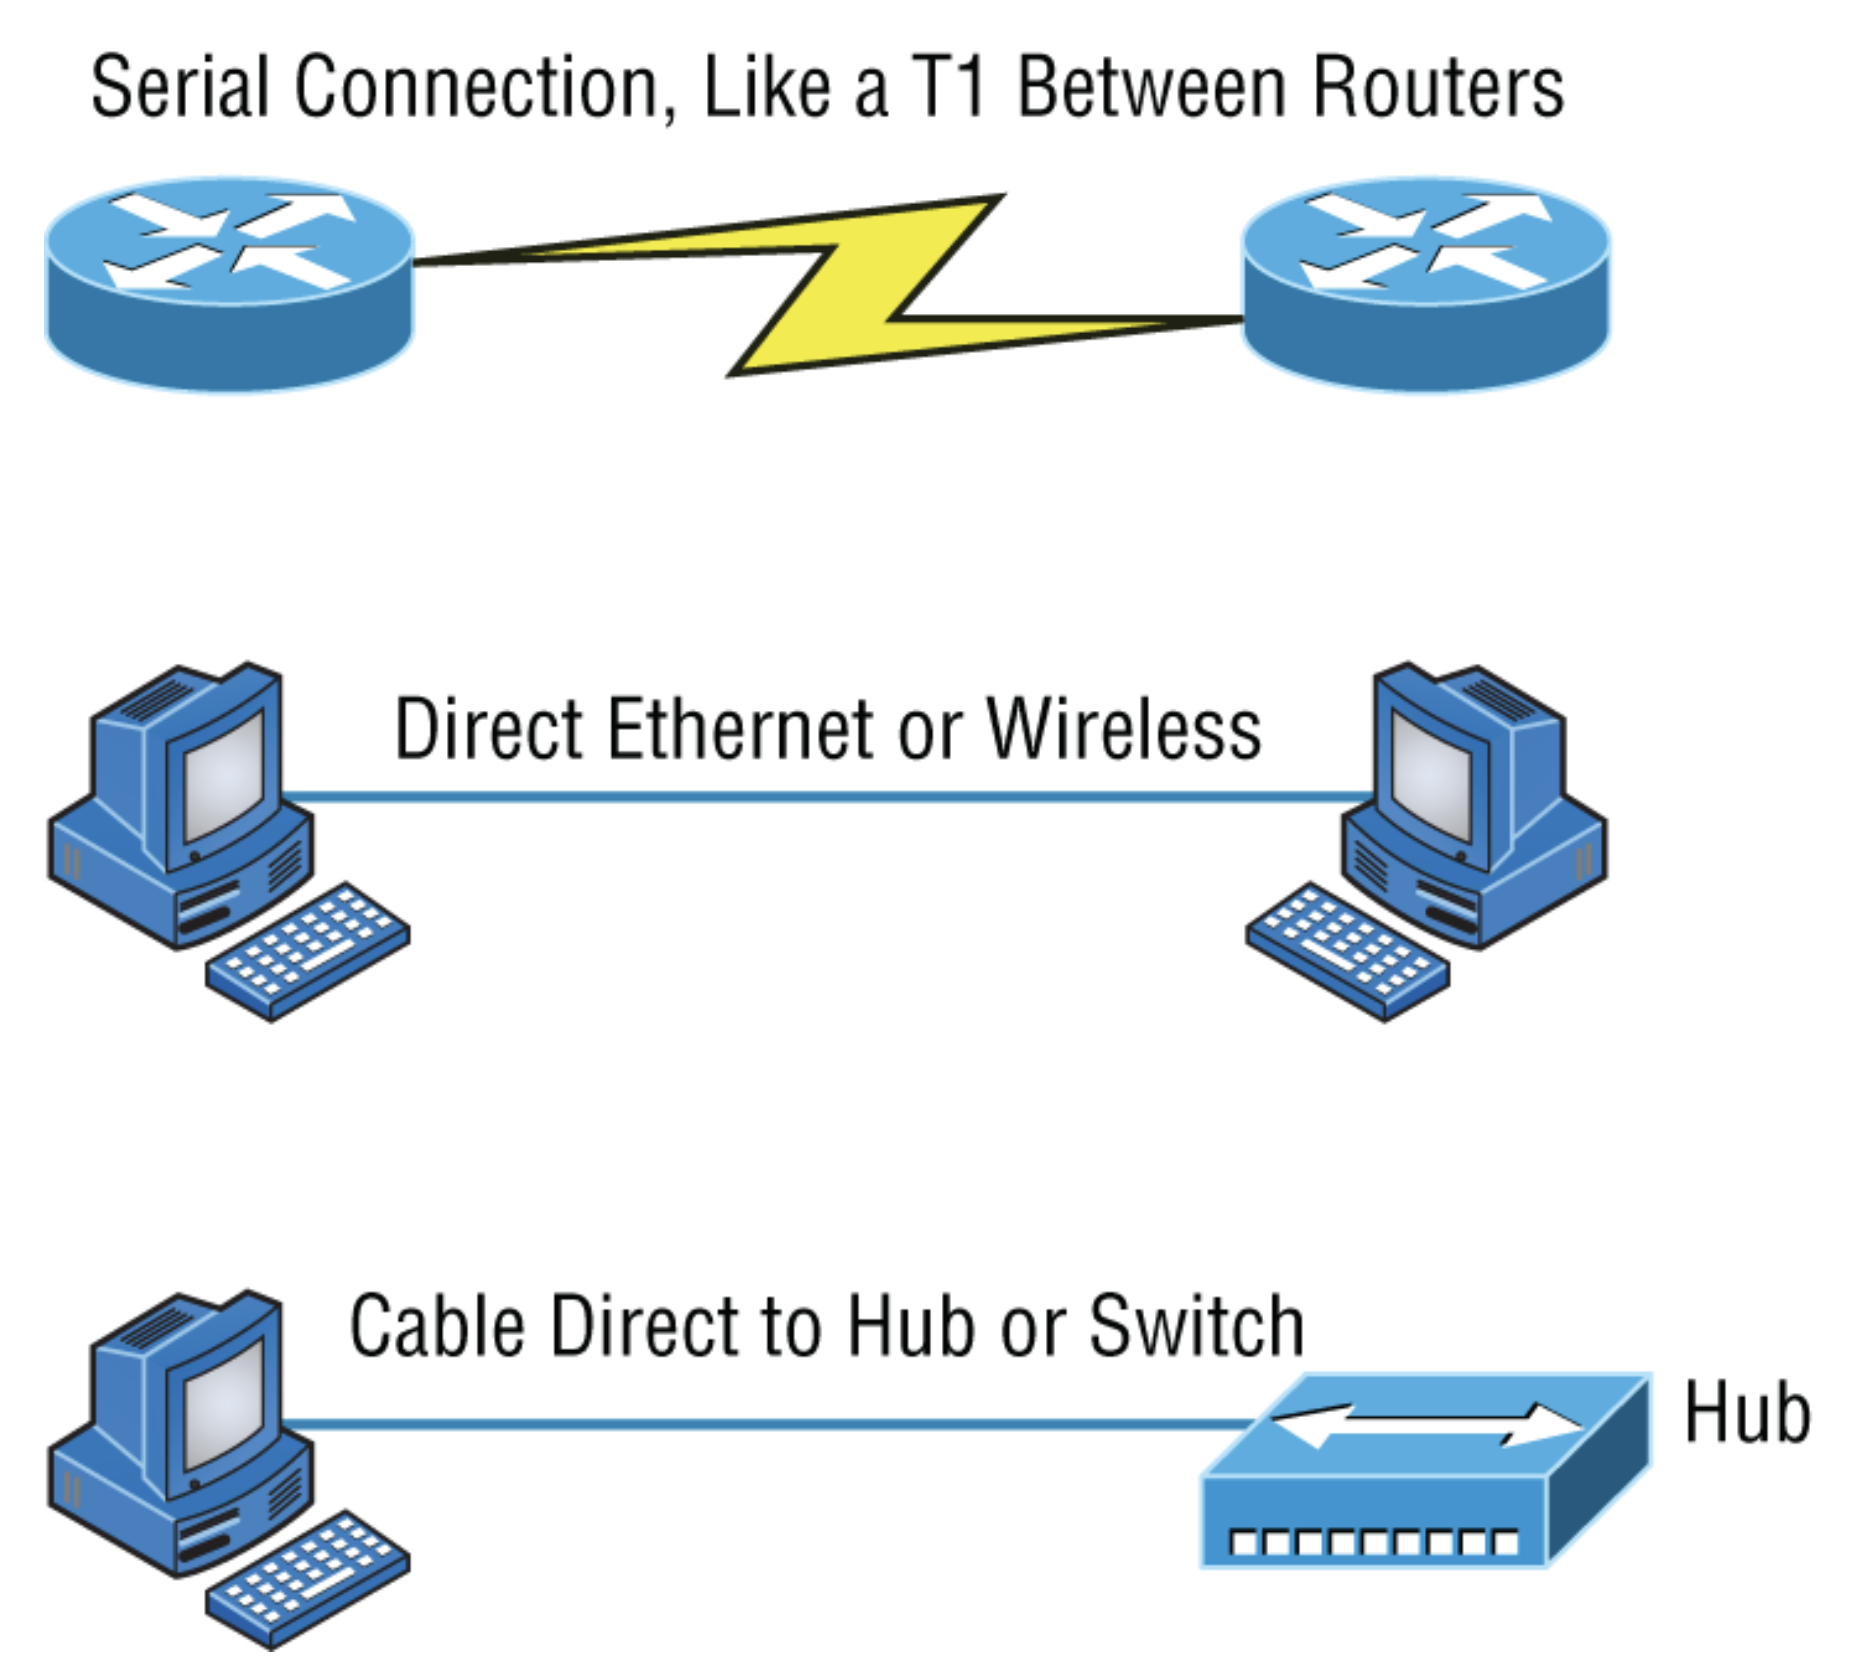 Serial Connection, Like a T1 Between Routers
Direct Ethernet or Wireless
Cable Direct to Hub or Switch
Hub